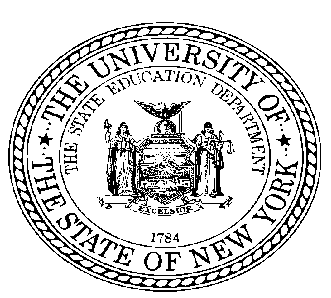 THE UNIVERSITY OF
THE STATE OF NEW YORK
THE STATE EDUCATION DEPARTMENT
EXCELSIOR
1784